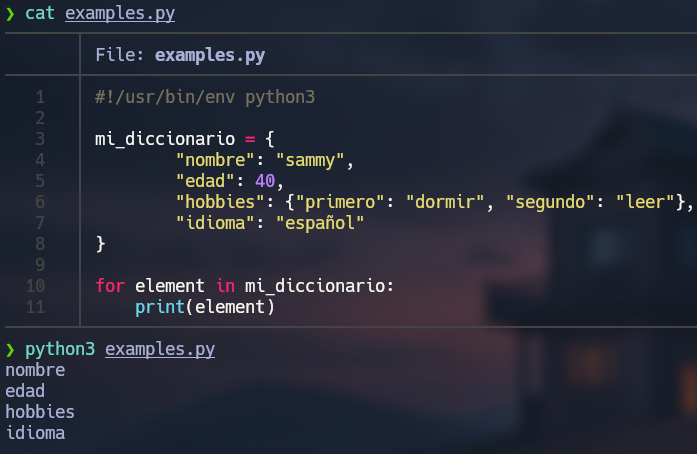 ❯ cat examples.py
File: examples.py
1 #!/usr/bin/env python3
2
3 mi_diccionario = {
4         "nombre": "sammy",
5         "edad": 40,
6         "hobbies": {"primero": "dormir", "segundo": "leer"},
7         "idioma": "español"
8 }
9
10 for element in mi_diccionario:
11     print(element)
❯ python3 examples.py
nombre
edad
hobbies
idioma